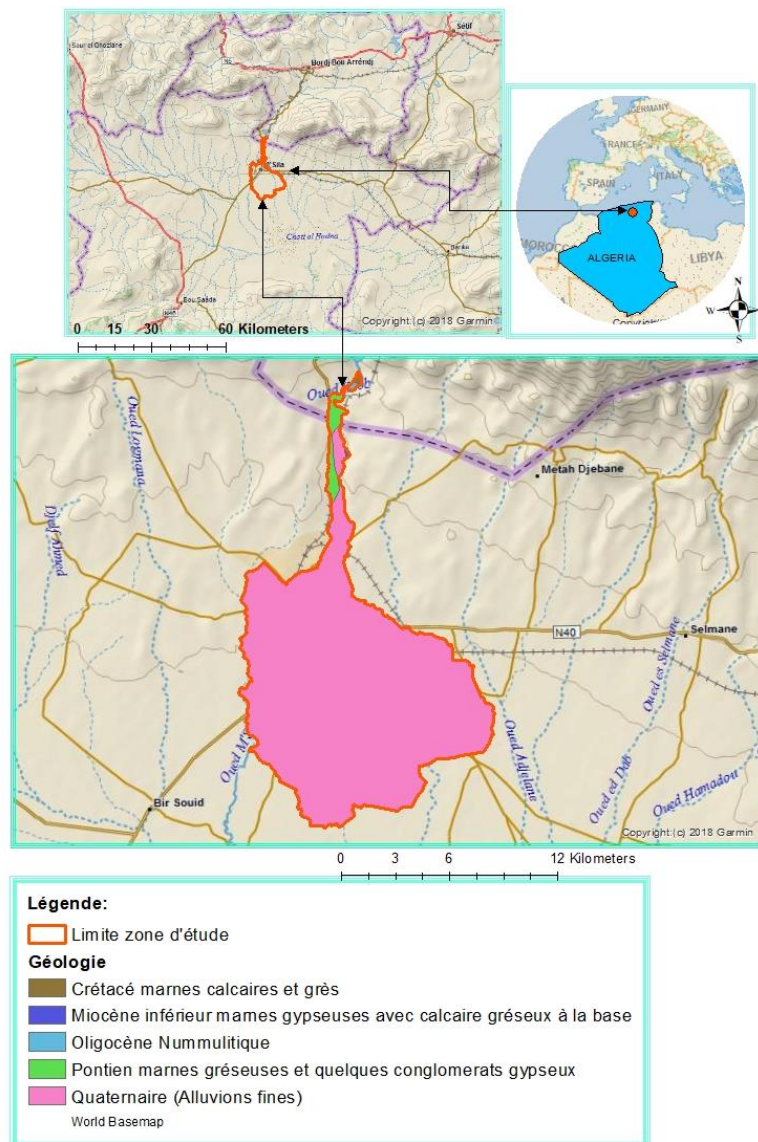 Sétif
Sour el Ghozlane
Bordj Bou Arréridj
M'Sila
Chott el Hodna
Barika
Bou Saâda
N46
Copyright:(c) 2018 Garmin
0 15 30 60 Kilometers
GERMANY
FRANCE
SPAIN
ITALY
MOROCCO
ALGERIA
LIBYA
N
W E
S
Metah Djebane
Oued Logmana
Djelf Ahmed
N40
Selmane
Oued es Selmane
Oued Adjelane
Oued ed Dab
Oued Hamadou
Bir Souid
Copyright:(c) 2018 Garmin
0 3 6 12 Kilometers
Légende:
Limite zone d'étude
Géologie
Crétacé marnes calcaires et grès
Miocène inférieur marnes gypseuses avec calcaire gréseux à la base
Oligocène Nummulitique
Pontien marnes gréseuses et quelques conglomerats gypseux
Quaternaire (Alluvions fines)
World Basemap